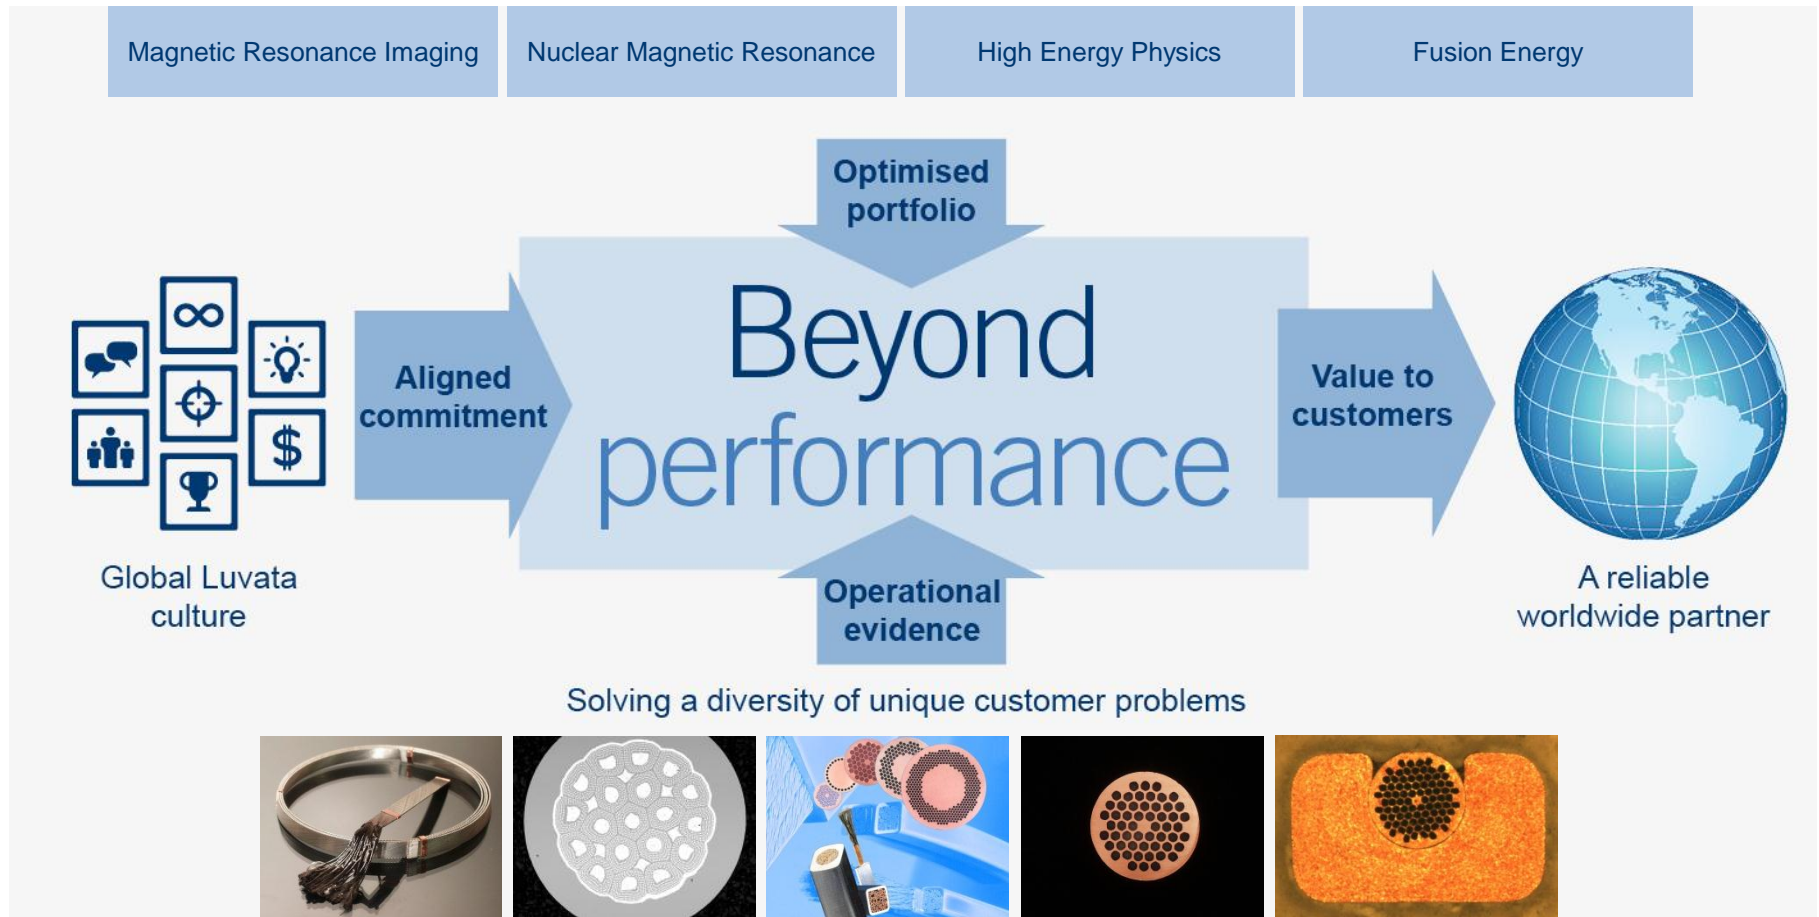 Magnetic Resonance Imaging
Nuclear Magnetic Resonance
High Energy Physics
Fusion Energy
Optimised
portfolio
Beyond
performance
Aligned
commitment
Value to
customers
$
Global Luvata
culture
Operational
evidence
A reliable
worldwide partner
Solving a diversity of unique customer problems